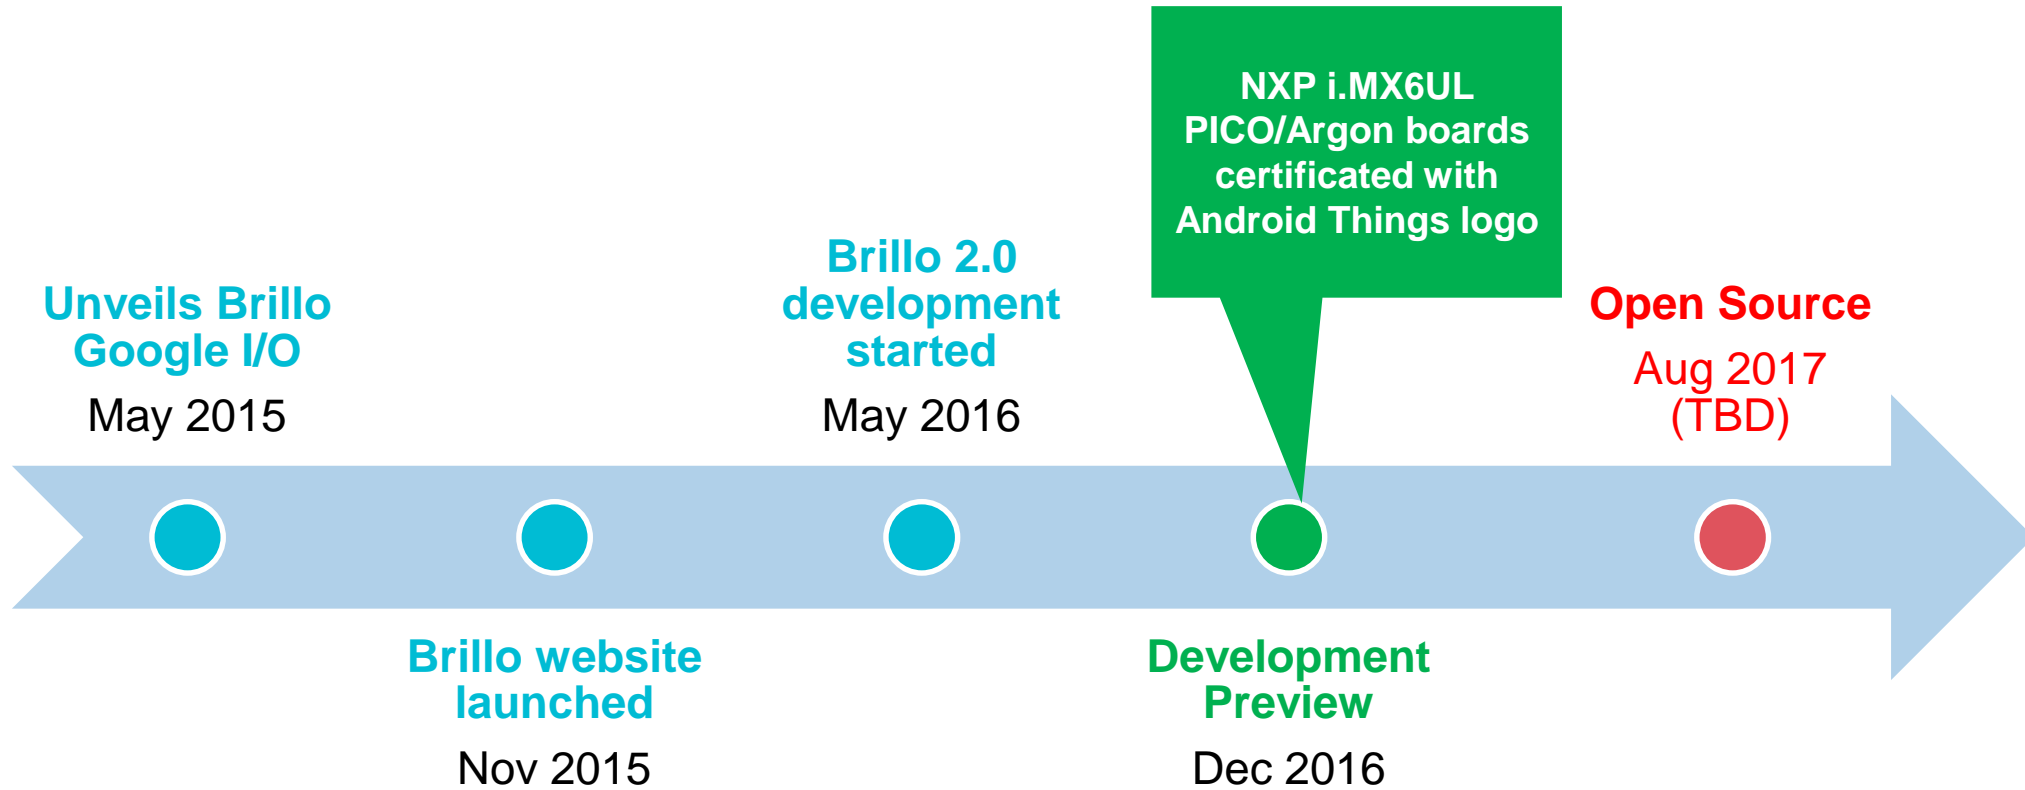 NXP i.MX6UL
PICO/Argon boards
certificated with
Android Things logo
Unveils Brillo
Google I/O
May 2015
Brillo website
launched
Nov 2015
Brillo 2.0
development
started
May 2016
Development
Preview
Dec 2016
Open Source
Aug 2017
(TBD)